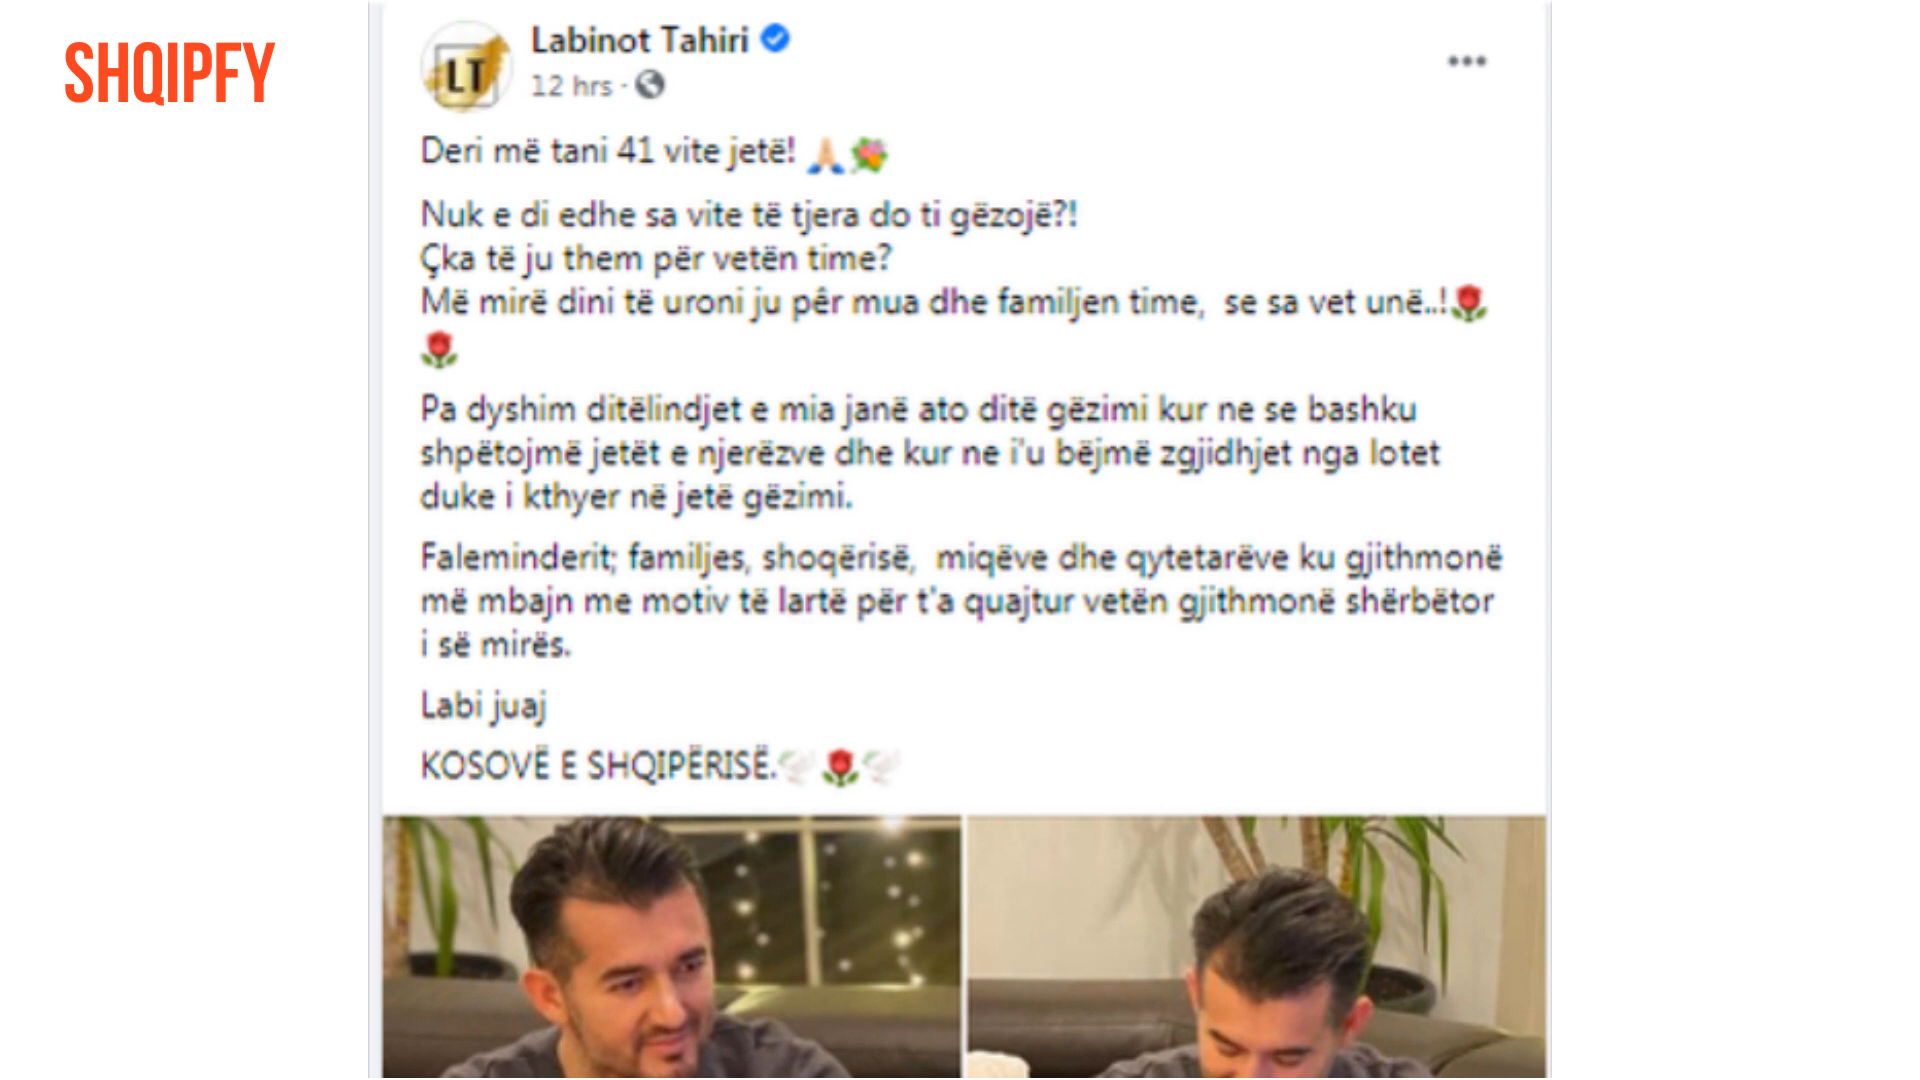 SHQIPFY
Labinot Tahiri
12 hrs ·
LT
Deri më tani 41 vite jetë! 🙏🏼💐
Nuk e di edhe sa vite të tjera do ti gëzojë?!
Çka të ju them për vetën time?
Më mirë dini të uroni ju për mua dhe familjen time,  se sa vet unë..!🌹
🌹
Pa dyshim ditëlindjet e mia janë ato ditë gëzimi kur ne se bashku
shpëtojmë jetët e njerëzve dhe kur ne i'u bëjmë zgjidhjet nga lotet
duke i kthyer në jetë gëzimi.
Faleminderit; familjes, shoqërisë,  miqëve dhe qytetarëve ku gjithmonë
më mbajn me motiv të lartë për t'a quajtur vetën gjithmonë shërbëtor
i së mirës.
Labi juaj
KOSOVË E SHQIPËRISË.🕊🌹🕊